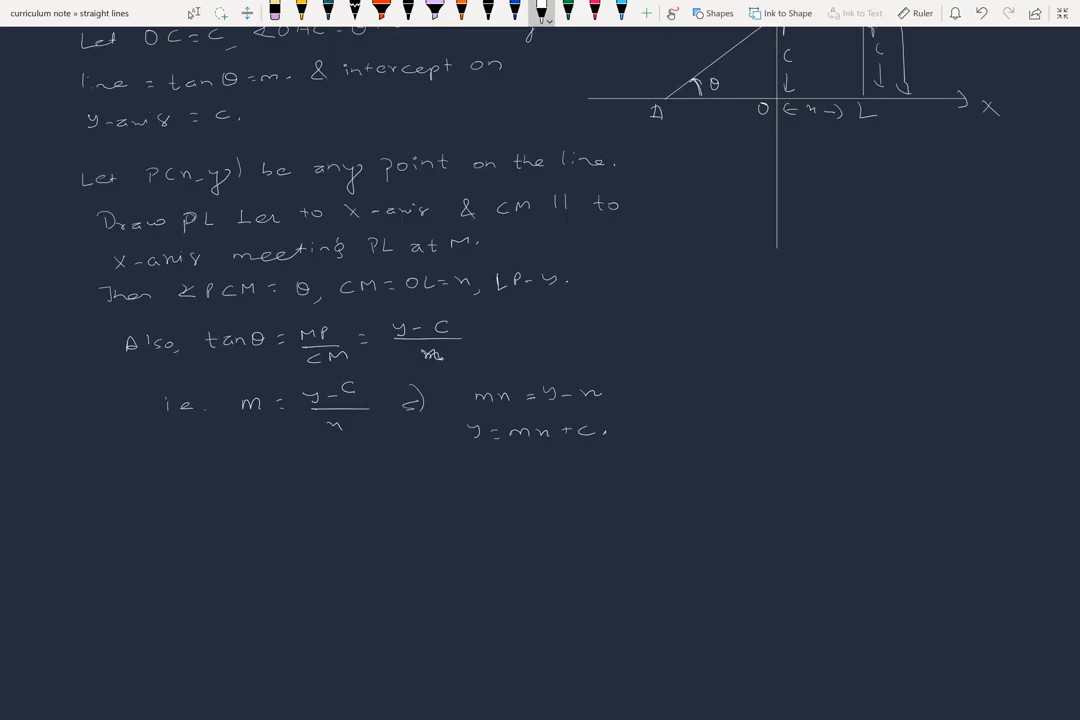 curriculum note » straight lines
Shapes
Ink to Shape
Ink to Text
Ruler
Let OC = C,
line = tanθ = m. & intercept on
y-axis = c.
C
C
θ
A
O
← x →
L
X
Let P(x, y) be any point on the line.
Draw PL Ler to X-axis & CM || to
X-axis meeting PL at M.
Then ∠PCM = θ, CM = OL = x, LP = y.
Also, tanθ = MP/CM = y - C/x
i.e. m = y - C/x ⇒ mx = y - x
y = mx + c.